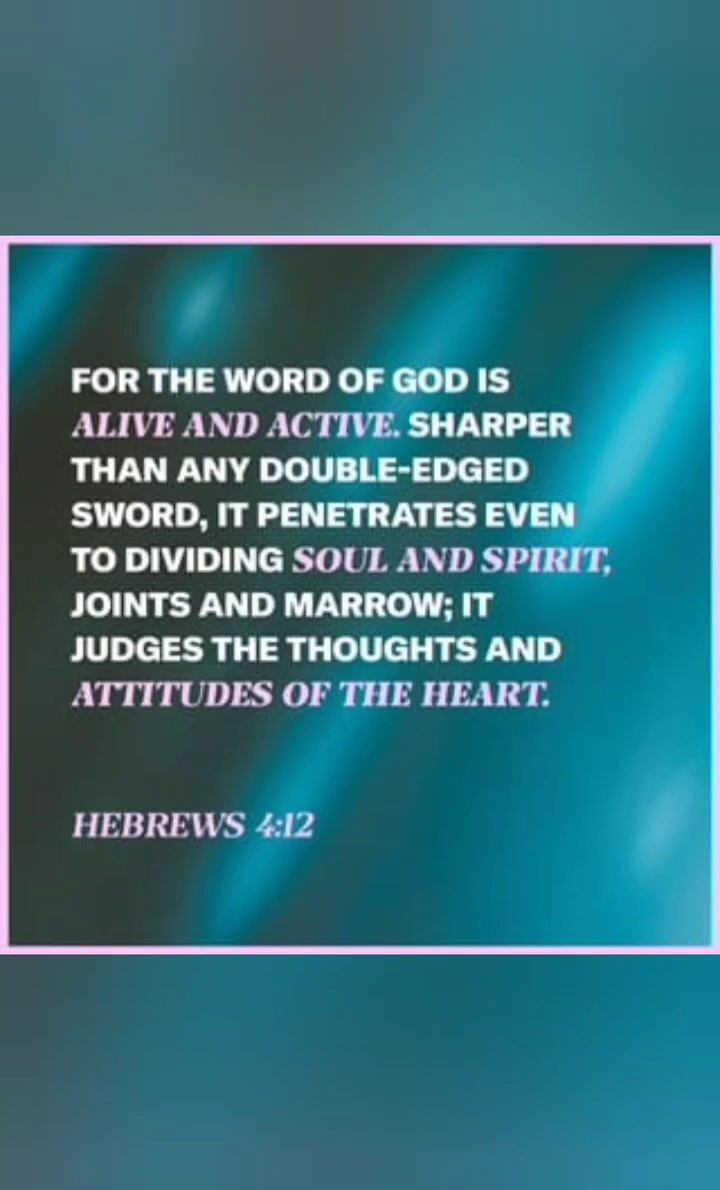 FOR THE WORD OF GOD IS
ALIVE AND ACTIVE. SHARPER
THAN ANY DOUBLE-EDGED
SWORD, IT PENETRATES EVEN
TO DIVIDING SOUL AND SPIRIT,
JOINTS AND MARROW; IT
JUDGES THE THOUGHTS AND
ATTITUDES OF THE HEART.
HEBREWS 4:12